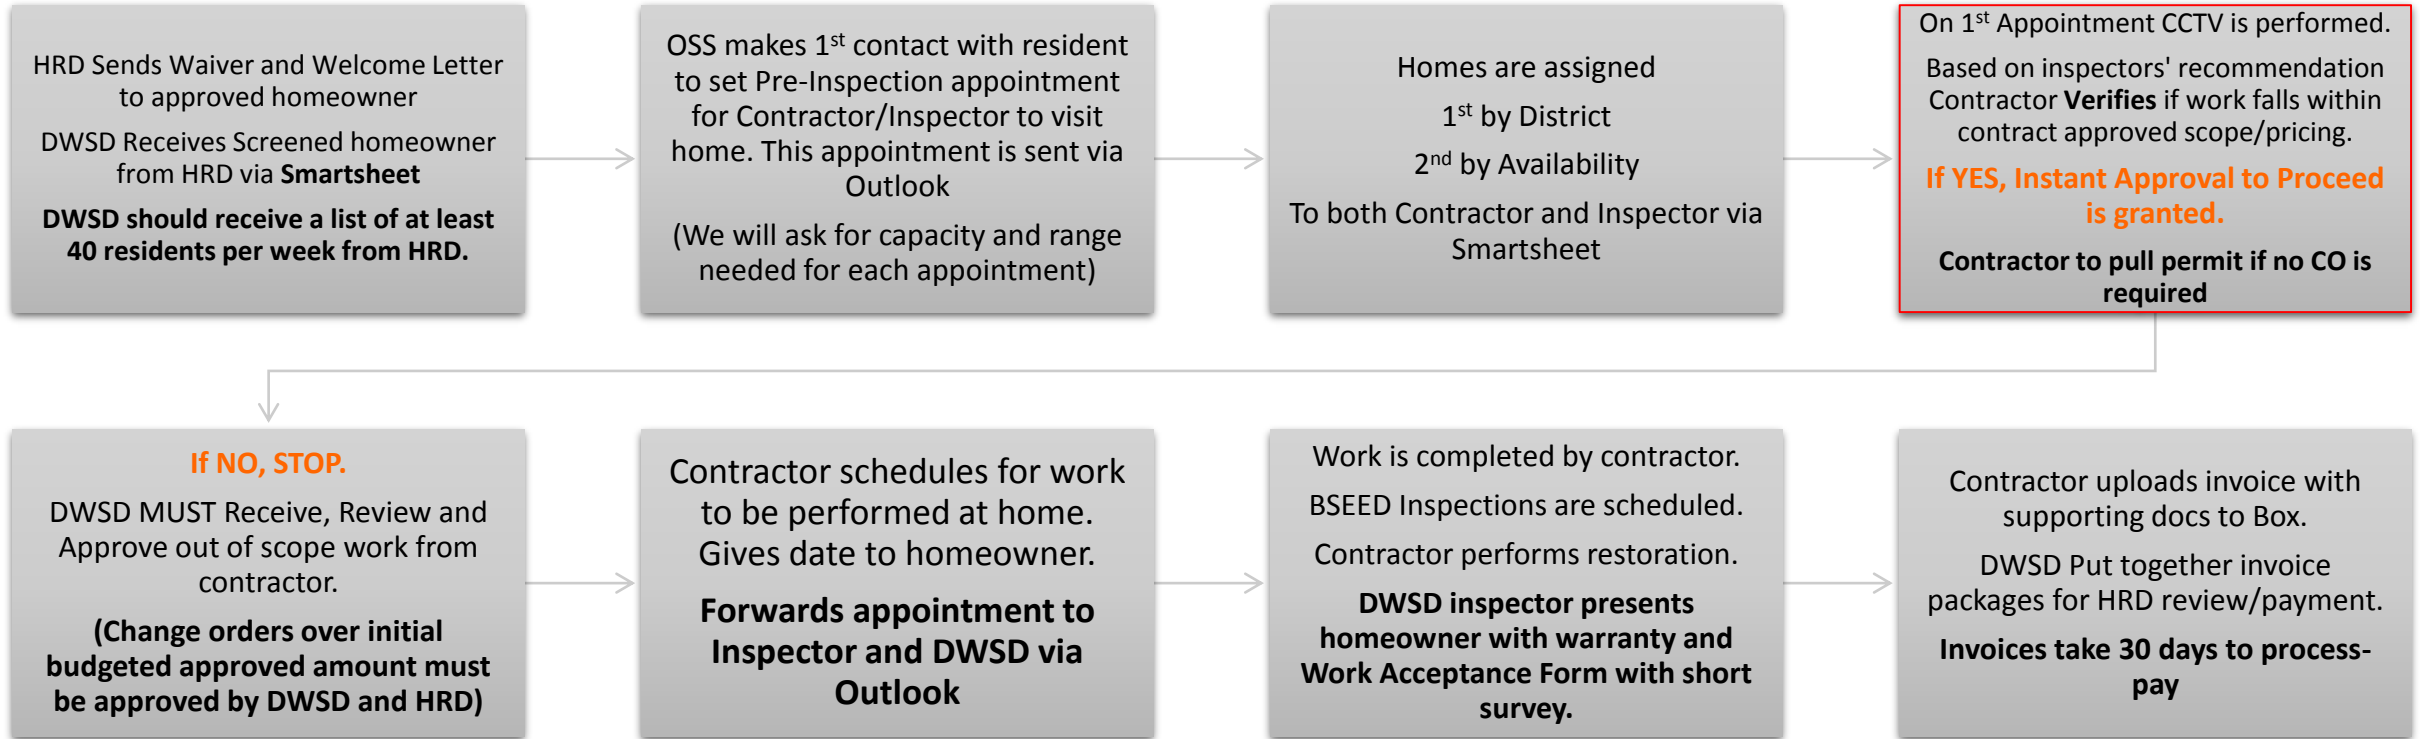 HRD Sends Waiver and Welcome Letter
to approved homeowner
DWSD Receives Screened homeowner
from HRD via Smartsheet
DWSD should receive a list of at least
40 residents per week from HRD.
OSS makes 1st contact with resident
to set Pre-Inspection appointment
for Contractor/Inspector to visit
home. This appointment is sent via
Outlook
(We will ask for capacity and range
needed for each appointment)
Homes are assigned
1st by District
2nd by Availability
To both Contractor and Inspector via
Smartsheet
On 1st Appointment CCTV is performed.
Based on inspectors' recommendation
Contractor Verifies if work falls within
contract approved scope/pricing.
If YES, Instant Approval to Proceed
is granted.
Contractor to pull permit if no CO is
required
If NO, STOP.
DWSD MUST Receive, Review and
Approve out of scope work from
contractor.
(Change orders over initial
budgeted approved amount must
be approved by DWSD and HRD)
Contractor schedules for work
to be performed at home.
Gives date to homeowner.
Forwards appointment to
Inspector and DWSD via
Outlook
Work is completed by contractor.
BSEED Inspections are scheduled.
Contractor performs restoration.
DWSD inspector presents
homeowner with warranty and
Work Acceptance Form with short
survey.
Contractor uploads invoice with
supporting docs to Box.
DWSD Put together invoice
packages for HRD review/payment.
Invoices take 30 days to process-
pay